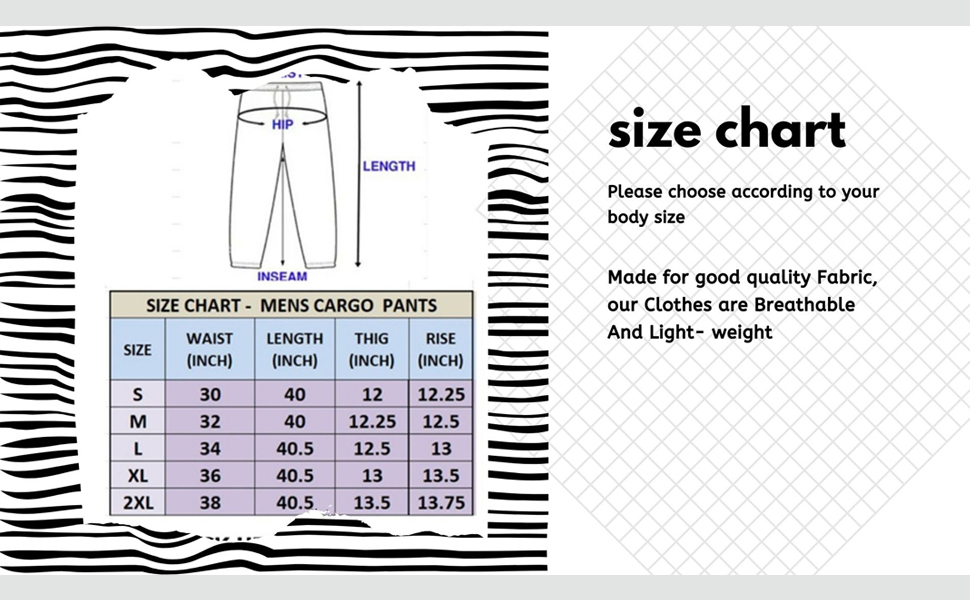 HIP
LENGTH
INSEAM
SIZE CHART - MENS CARGO PANTS
SIZE WAIST (INCH) LENGTH (INCH) THIG (INCH) RISE (INCH)
S 30 40 12 12.25
M 32 40 12.25 12.5
L 34 40.5 12.5 13
XL 36 40.5 13 13.5
2XL 38 40.5 13.5 13.75
size chart
Please choose according to your
body size
Made for good quality Fabric,
our Clothes are Breathable
And Light- weight